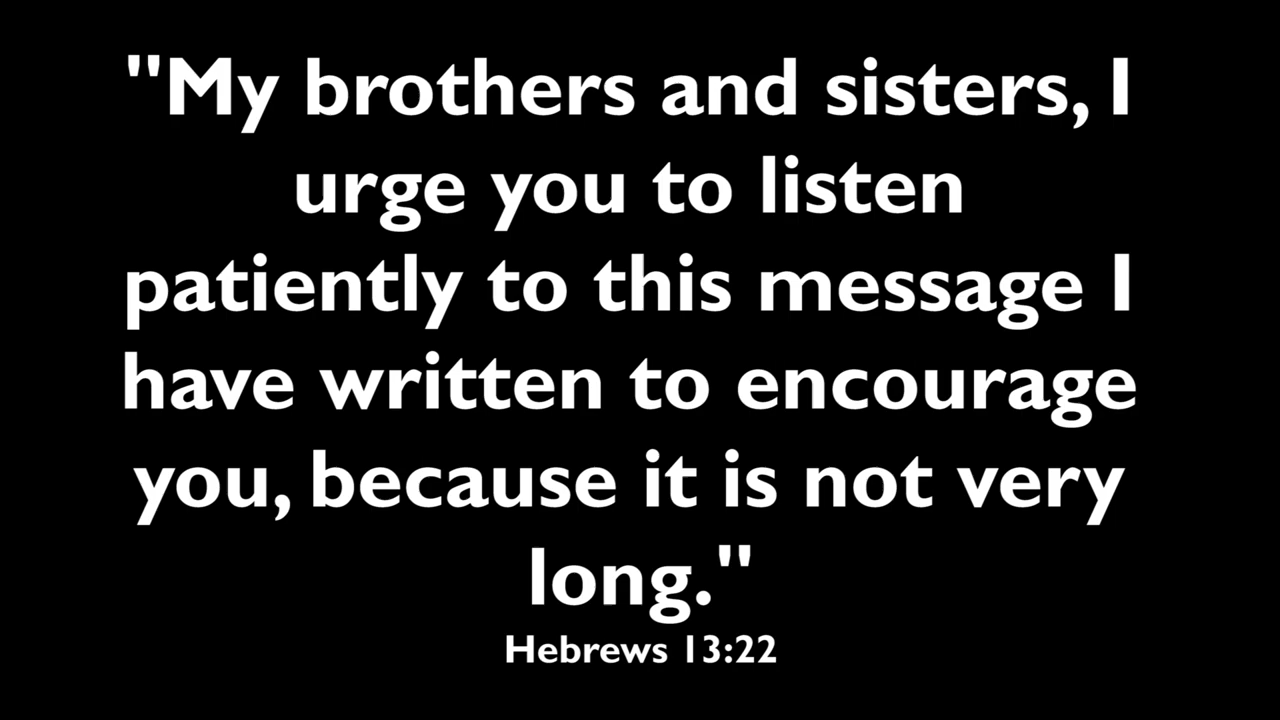 "My brothers and sisters, I
urge you to listen
patiently to this message I
have written to encourage
you, because it is not very
long."
Hebrews 13:22